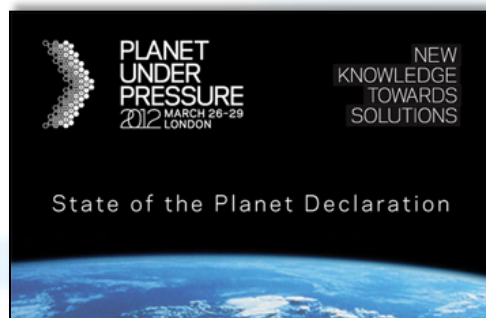 PLANET
UNDER
PRESSURE
2012 MARCH 26-29
LONDON
NEW
KNOWLEDGE
TOWARDS
SOLUTIONS
State of the Planet Declaration